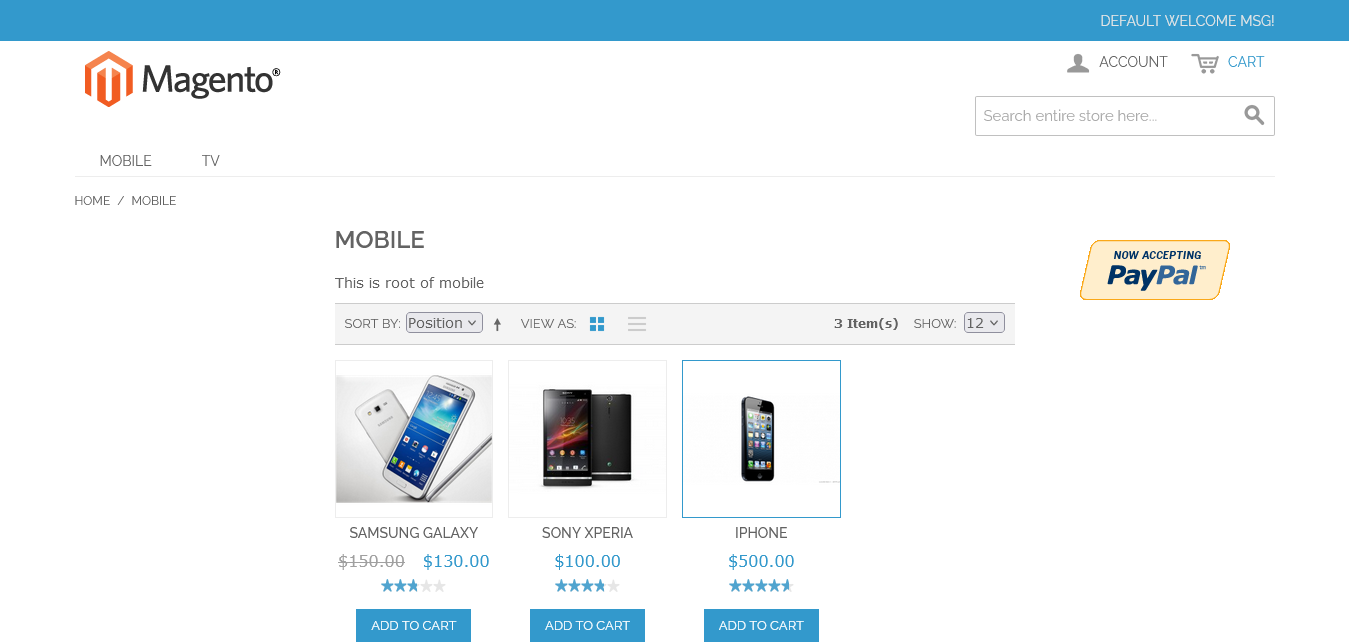 DEFAULT WELCOME MSG!
Magento®
ACCOUNT CART
Search entire store here...
MOBILE TV
HOME / MOBILE
MOBILE
NOW ACCEPTING
PayPal™
This is root of mobile
SORT BY: Position VIEW AS: 3 Item(s) SHOW: 12
SAMSUNG GALAXY SONY XPERIA IPHONE
$150.00 $130.00 $100.00 $500.00
ADD TO CART ADD TO CART ADD TO CART